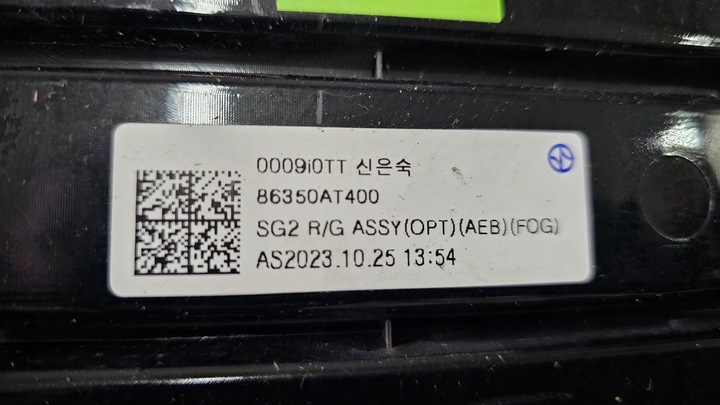 0009i0TT 신은숙
86350AT400
SG2 R/G ASSY(OPT)(AEB)(FOG)
AS2023.10.25 13:54